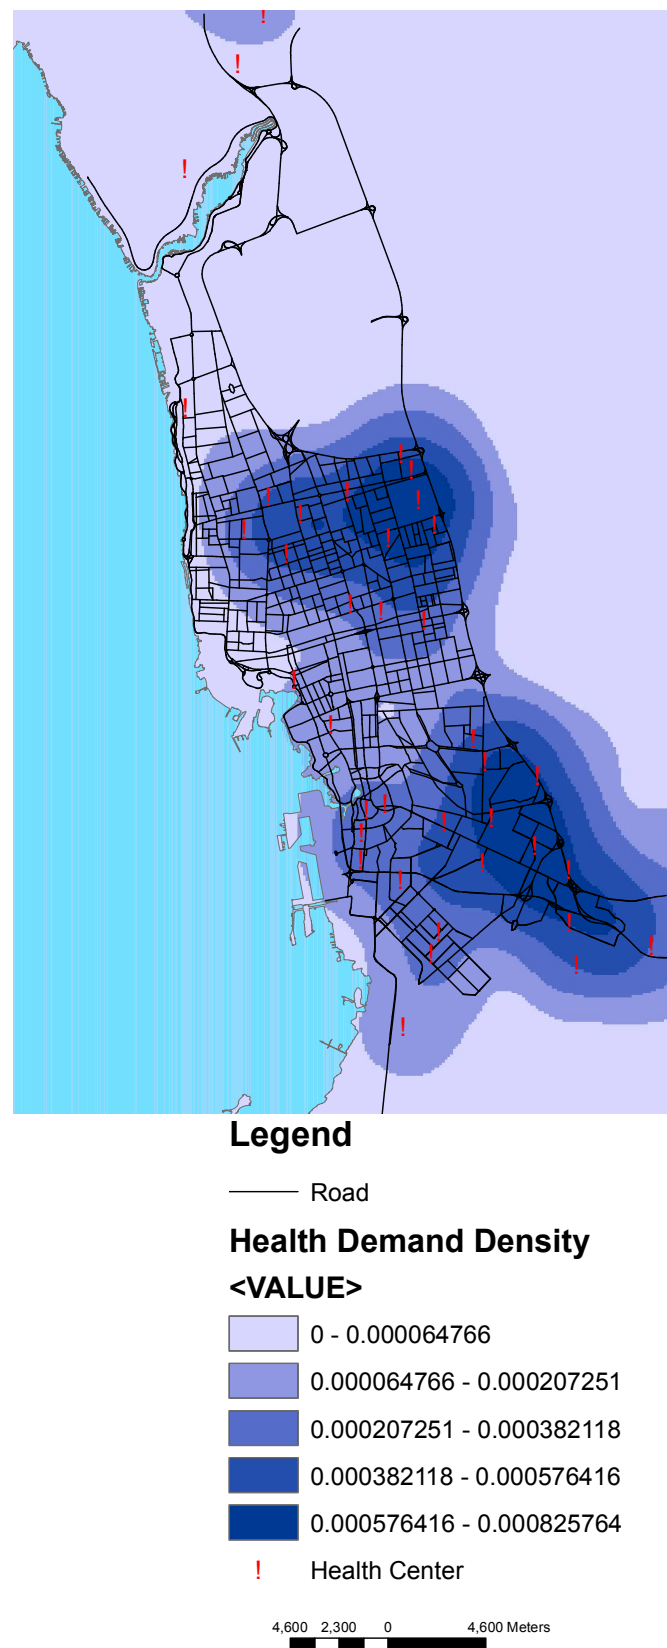 Legend
Road
Health Demand Density
<VALUE>
0 - 0.000064766
0.000064766 - 0.000207251
0.000207251 - 0.000382118
0.000382118 - 0.000576416
0.000576416 - 0.000825764
! Health Center
4,600 2,300 0 4,600 Meters